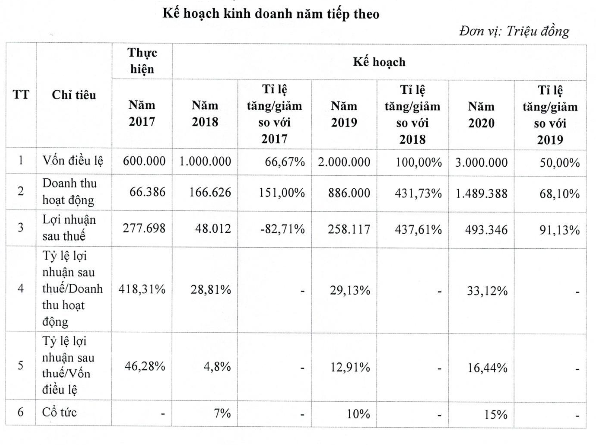 Kế hoạch kinh doanh năm tiếp theo
Đơn vị: Triệu đồng
TT Chỉ tiêu Thực hiện Kế hoạch
Năm 2017 Năm 2018 Tỉ lệ tăng/giảm so với 2017 Năm 2019 Tỉ lệ tăng/giảm so với 2018 Năm 2020 Tỉ lệ tăng/giảm so với 2019
1 Vốn điều lệ 600.000 1.000.000 66,67% 2.000.000 100,00% 3.000.000 50,00%
2 Doanh thu hoạt động 66.386 166.626 151,00% 886.000 431,73% 1.489.388 68,10%
3 Lợi nhuận sau thuế 277.698 48.012 -82,71% 258.117 437,61% 493.346 91,13%
4 Tỷ lệ lợi nhuận sau thuế/Doanh thu hoạt động 418,31% 28,81% - 29,13% - 33,12% -
5 Tỷ lệ lợi nhuận sau thuế/Vốn điều lệ 46,28% 4,8% - 12,91% - 16,44% -
6 Cổ tức - 7% 10% 15%